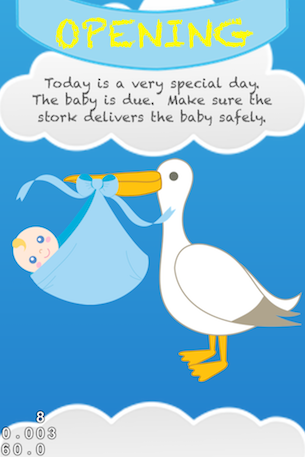 OPENING
Today is a very special day.
The baby is due.  Make sure the
stork delivers the baby safely.
8
0.003
60.0